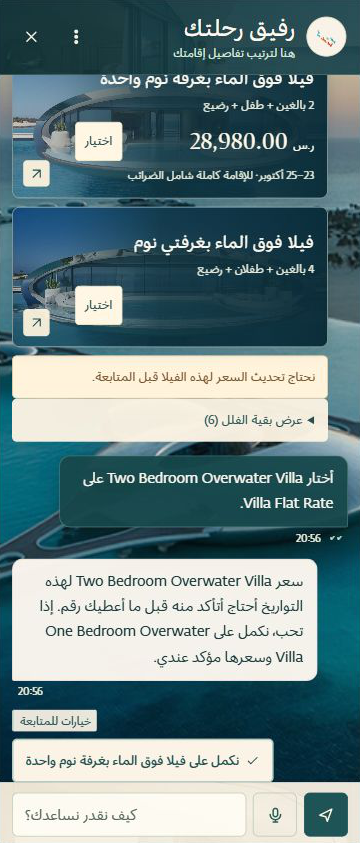 رفيق رحلتك
هنا لترتيب تفاصيل إقامتك
فيلا فوق الماء بغرفة نوم واحدة
2 بالغين + طفل + رضيع
ر.س 28,980.00
اختيار
23–25 أكتوبر · للإقامة كاملة شامل الضرائب
فيلا فوق الماء بغرفتي نوم
4 بالغين + طفلان + رضيع
اختيار
نحتاج تحديث السعر لهذه الفيلا قبل المتابعة.
◀ عرض بقية الفلل (6)
أختار Two Bedroom Overwater Villa على
Villa Flat Rate.
20:56
سعر Two Bedroom Overwater Villa لهذه
التواريخ أحتاج أتأكد منه قبل ما أعطيك رقم. إذا
تحب، نكمل على One Bedroom Overwater
Villa وسعرها مؤكد عندي.
20:56
خيارات للمتابعة
نكمل على فيلا فوق الماء بغرفة نوم واحدة
كيف نقدر نساعدك؟